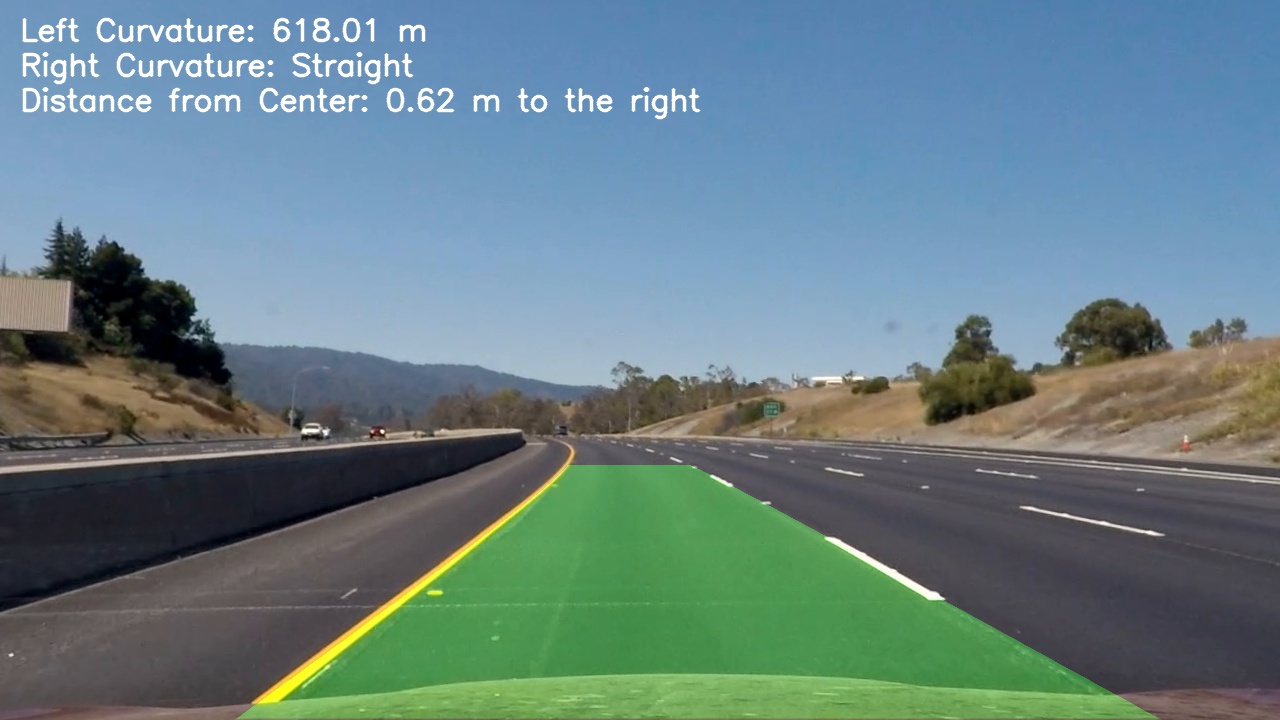 Left Curvature: 618.01 m
Right Curvature: Straight
Distance from Center: 0.62 m to the right